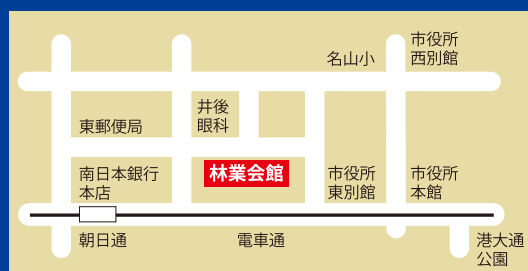 市役所
西別館
名山小
井後
眼科
東郵便局
林業会館
南日本銀行
本店
市役所
東別館
市役所
本館
朝日通
電車通
港大通
公園